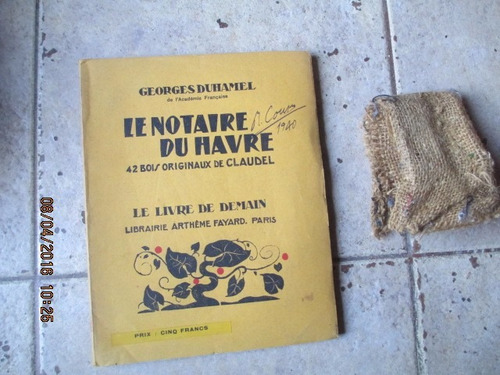 GEORGES DUHAMEL
de l'Académie Française
LE NOTAIRE
DU HAVRE
1940
42 BOIS ORIGINAUX DE CLAUDEL
LE LIVRE DE DEMAIN
LIBRAIRIE ARTHÈME FAYARD. PARIS
PRIX - CINQ FRANCS
08/04/2016 10:25